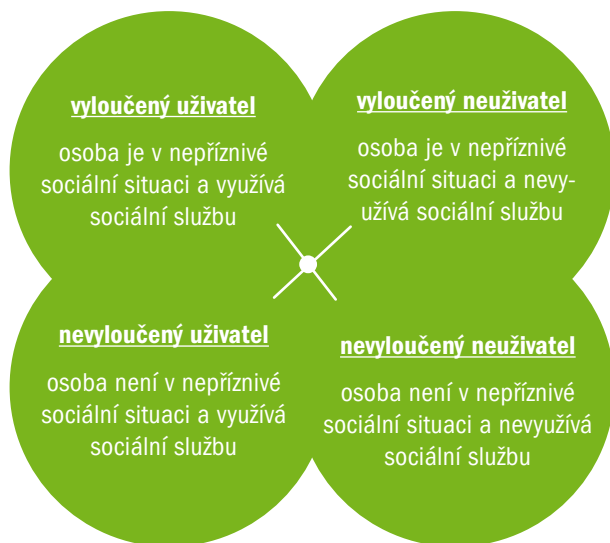 vyloučený uživatel
osoba je v nepříznivé
sociální situaci a využívá
sociální službu
vyloučený neuživatel
osoba je v nepříznivé
sociální situaci a nevy-
užívá sociální službu
nevyloučený uživatel
osoba není v nepříznivé
sociální situaci a využívá
sociální službu
nevyloučený neuživatel
osoba není v nepříznivé
sociální situaci a nevyužívá
sociální službu